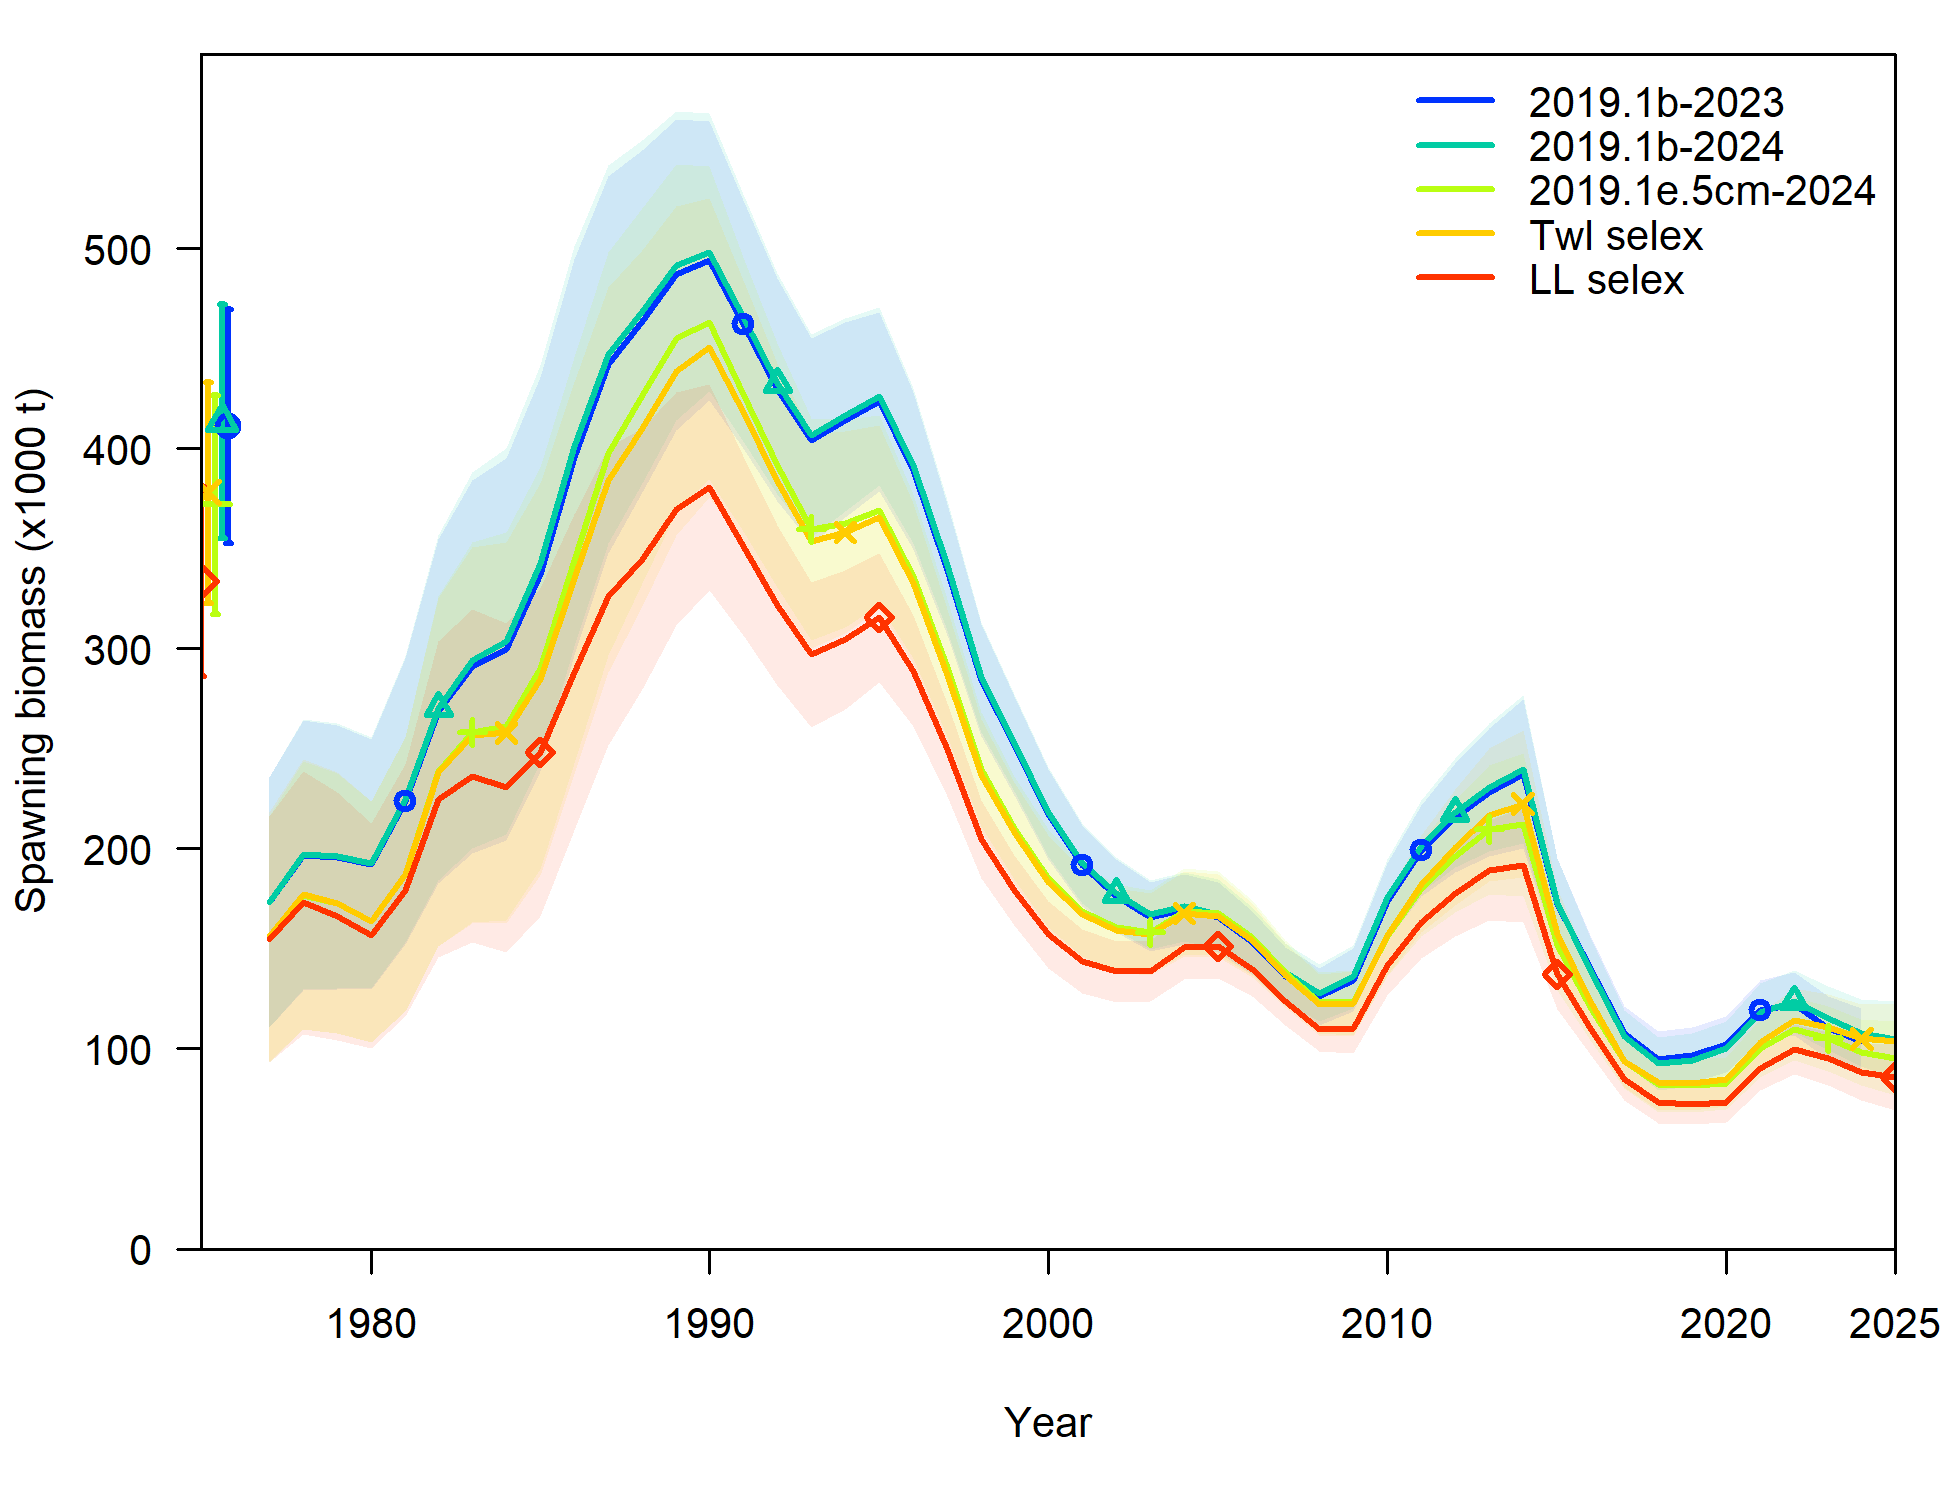 2019.1b-2023
2019.1b-2024
2019.1e.5cm-2024
Twl selex
LL selex
Spawning biomass (x1000 t)
500
400
300
200
100
0
1980 1990 2000 2010 2020 2025
Year